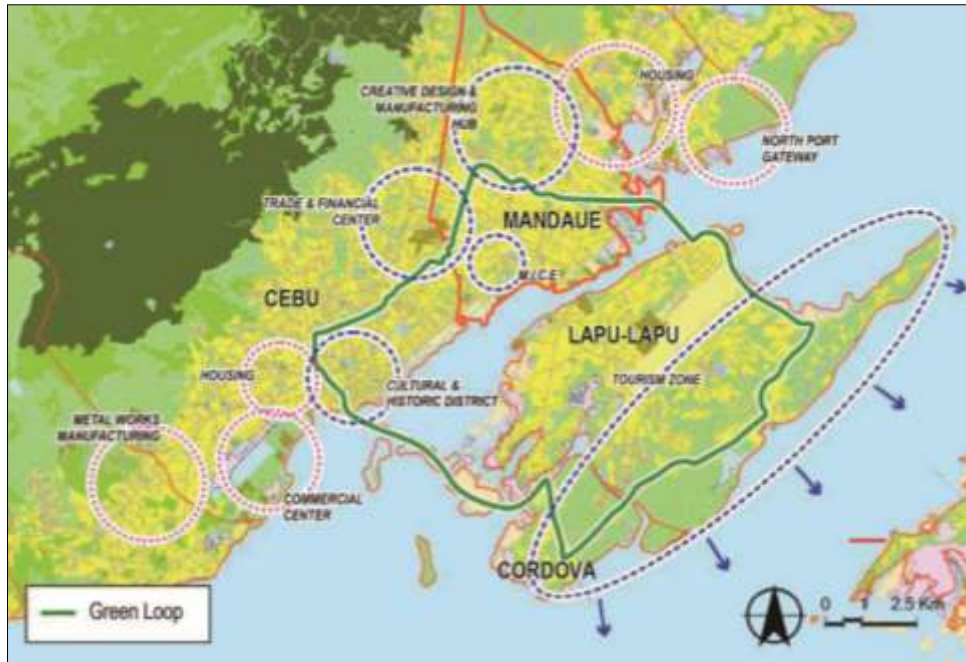 HOUSING
CREATIVE DESIGN &
MANUFACTURING
HUB
NORTH PORT
GATEWAY
TRADE & FINANCIAL
CENTER
MANDAUE
M.I.C.E
CEBU
LAPU-LAPU
HOUSING
TOURISM ZONE
CULTURAL &
HISTORIC DISTRICT
METAL WORKS
MANUFACTURING
COMMERCIAL
CENTER
CORDOVA
Green Loop
0 1 2.5 Km